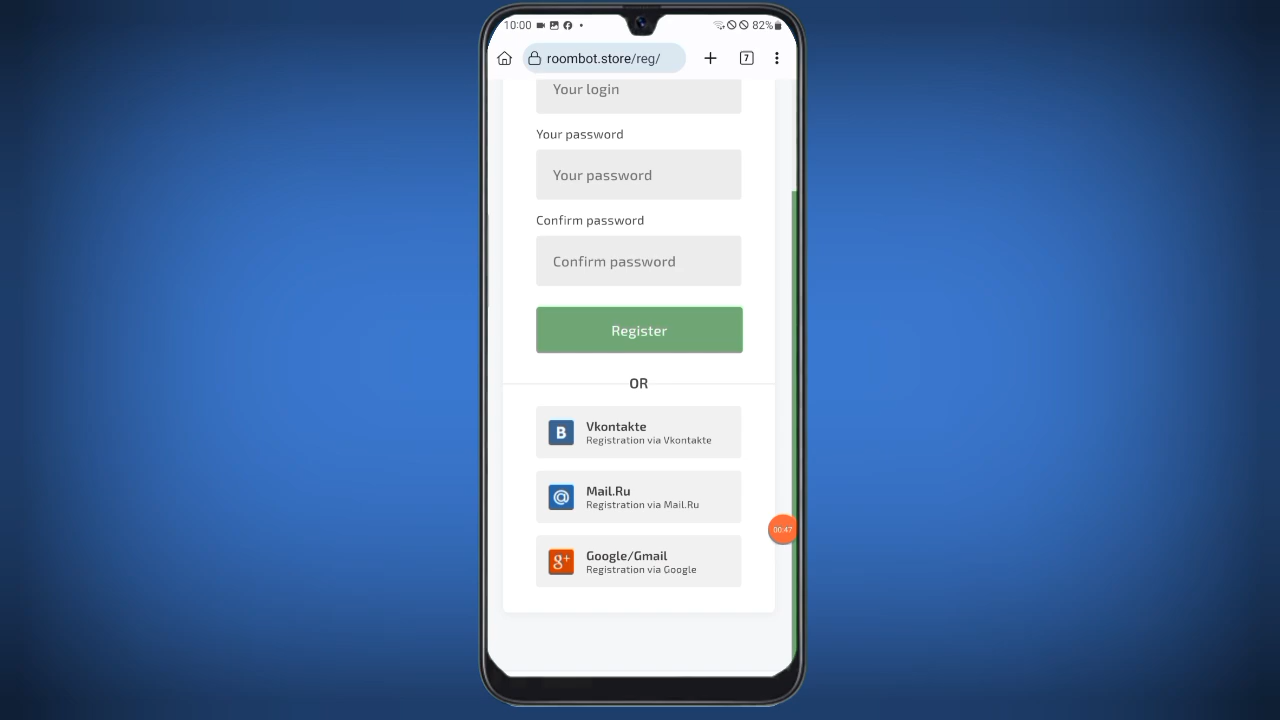 10:00
82%
roombot.store/reg/
7
Your login
Your password
Your password
Confirm password
Confirm password
Register
OR
B
Vkontakte
Registration via Vkontakte
@
Mail.Ru
Registration via Mail.Ru
00:47
g+
Google/Gmail
Registration via Google